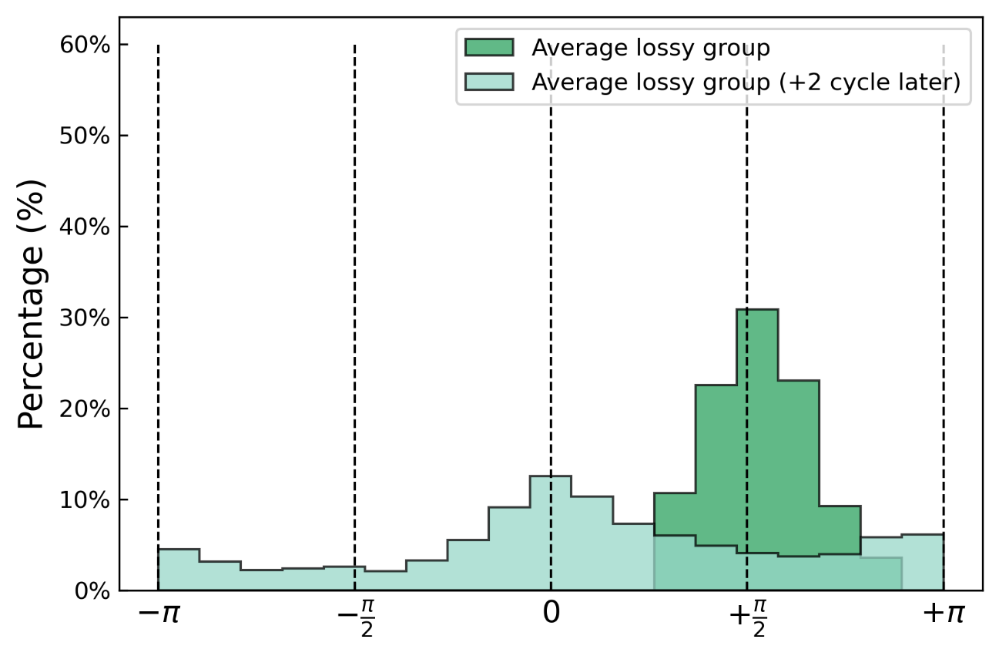 Average lossy group
Average lossy group (+2 cycle later)
Percentage (%)
60%
50%
40%
30%
20%
10%
0%
−π
−π/2
0
+π/2
+π